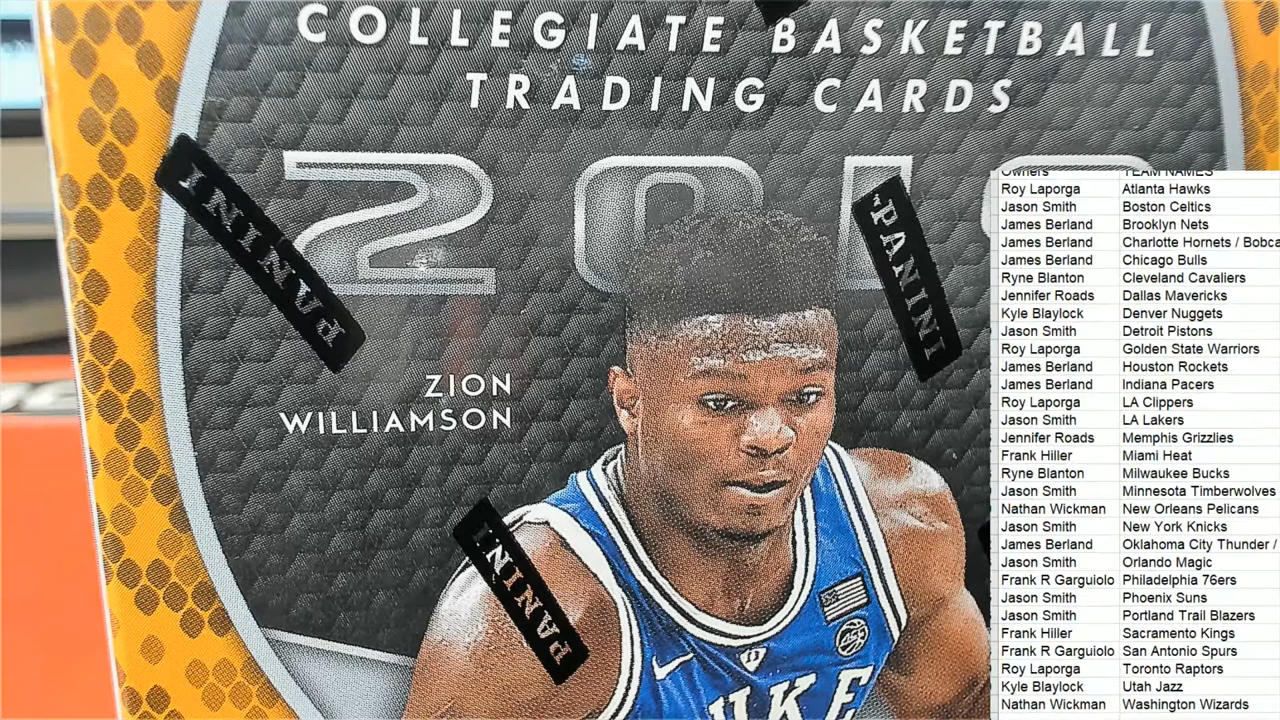 COLLEGIATE BASKETBALL
TRADING CARDS
201
PANINI
PANINI
ZION
WILLIAMSON
PANINI
DUKE
Owners TEAM NAMES
Roy Laporga Atlanta Hawks
Jason Smith Boston Celtics
James Berland Brooklyn Nets
James Berland Charlotte Hornets / Bobca
James Berland Chicago Bulls
Ryne Blanton Cleveland Cavaliers
Jennifer Roads Dallas Mavericks
Kyle Blaylock Denver Nuggets
Jason Smith Detroit Pistons
Roy Laporga Golden State Warriors
James Berland Houston Rockets
James Berland Indiana Pacers
Roy Laporga LA Clippers
Jason Smith LA Lakers
Jennifer Roads Memphis Grizzlies
Frank Hiller Miami Heat
Ryne Blanton Milwaukee Bucks
Jason Smith Minnesota Timberwolves
Nathan Wickman New Orleans Pelicans
Jason Smith New York Knicks
James Berland Oklahoma City Thunder /
Jason Smith Orlando Magic
Frank R Garguiolo Philadelphia 76ers
Jason Smith Phoenix Suns
Jason Smith Portland Trail Blazers
Frank Hiller Sacramento Kings
Frank R Garguiolo San Antonio Spurs
Roy Laporga Toronto Raptors
Kyle Blaylock Utah Jazz
Nathan Wickman Washington Wizards